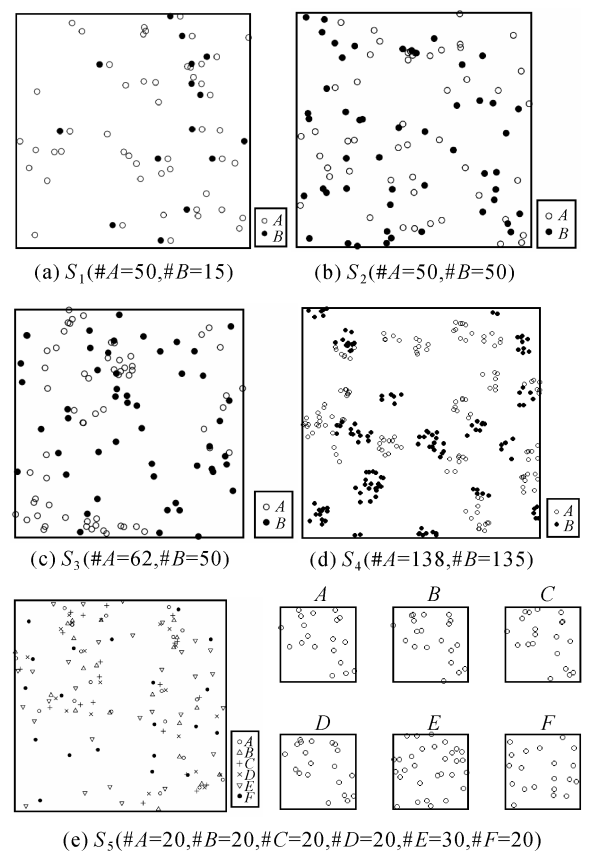 A
B
(a) S1(#A=50,#B=15)
A
B
(b) S2(#A=50,#B=50)
A
B
(c) S3(#A=62,#B=50)
A
B
(d) S4(#A=138,#B=135)
A
B
C
D
E
F
A B C
D E F
(e) S5(#A=20,#B=20,#C=20,#D=20,#E=30,#F=20)